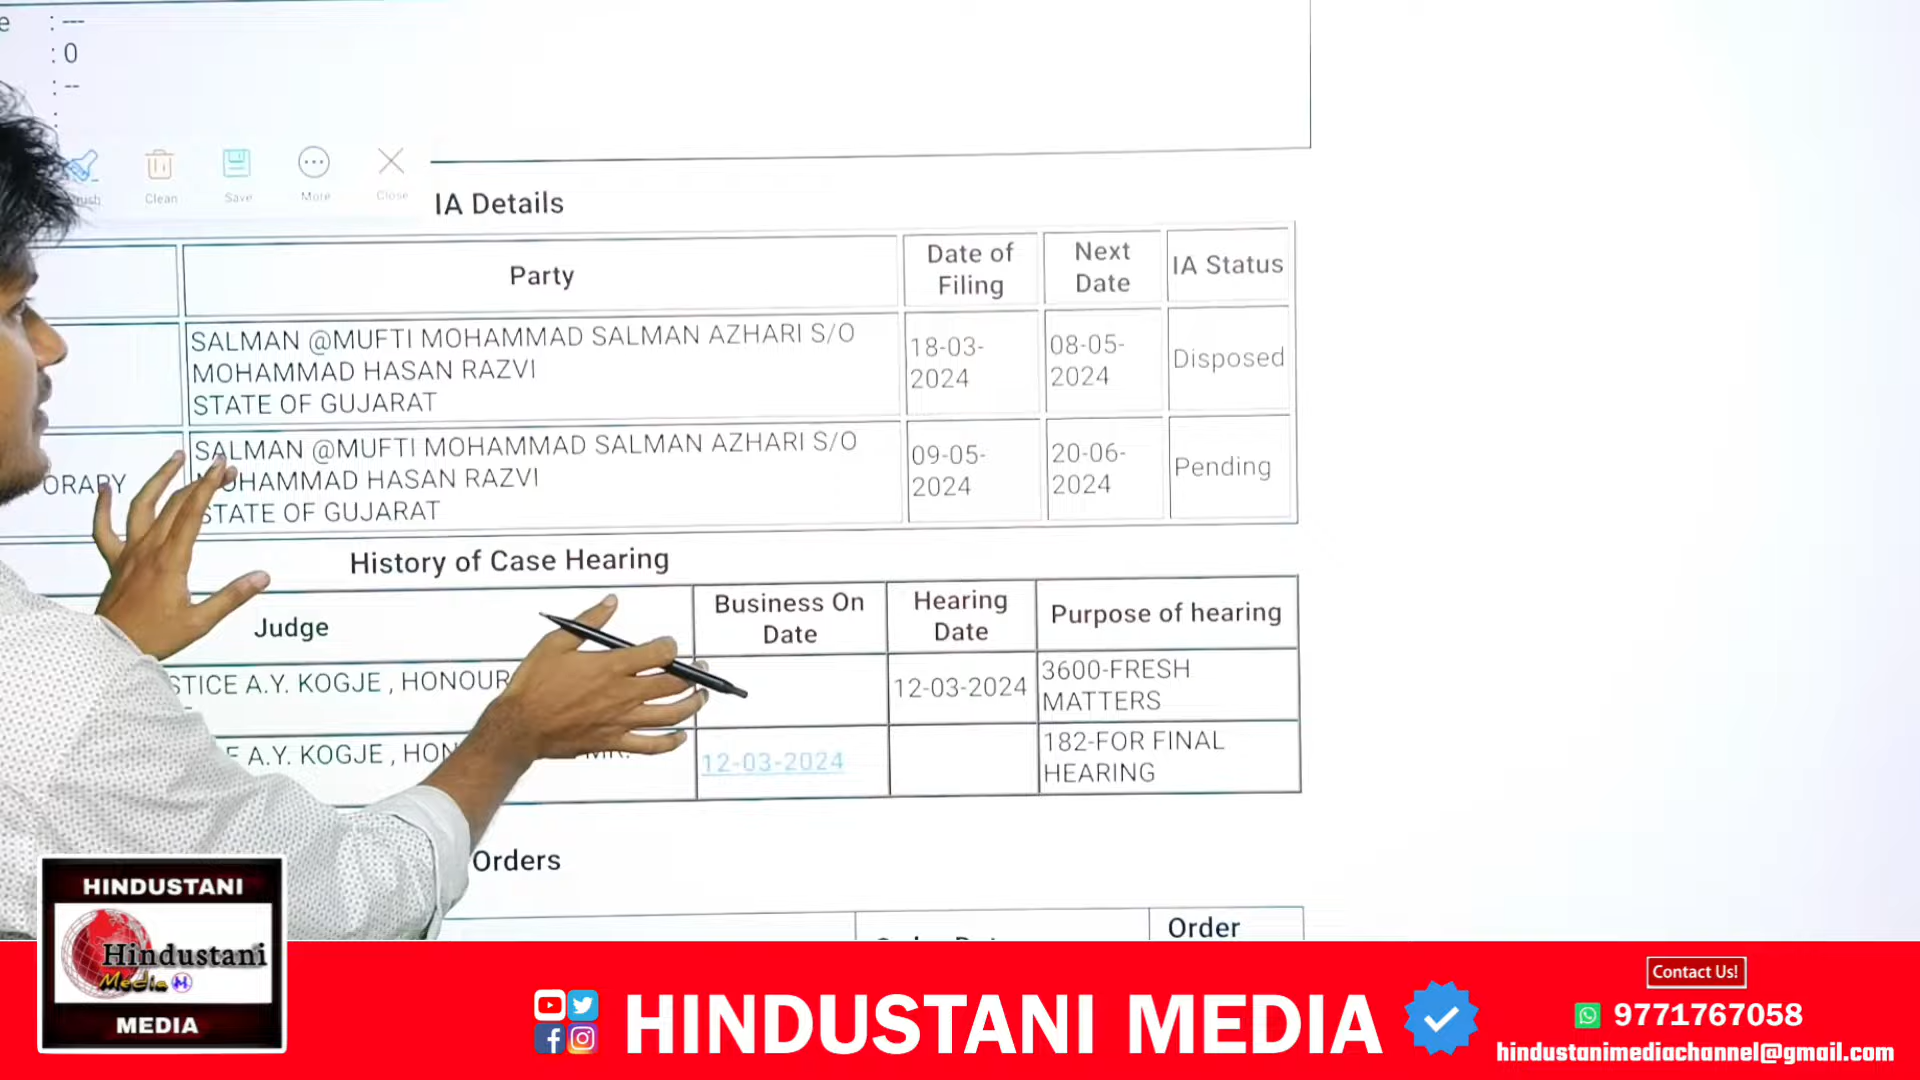 : ---
: 0
: --
:
Clean
Save
More
Close
IA Details
Party
Date of
Filing
Next
Date
IA Status
SALMAN @MUFTI MOHAMMAD SALMAN AZHARI S/O
MOHAMMAD HASAN RAZVI
STATE OF GUJARAT
18-03-
2024
08-05-
2024
Disposed
ORARY
SALMAN @MUFTI MOHAMMAD SALMAN AZHARI S/O
MOHAMMAD HASAN RAZVI
STATE OF GUJARAT
09-05-
2024
20-06-
2024
Pending
History of Case Hearing
Judge
Business On
Date
Hearing
Date
Purpose of hearing
STICE A.Y. KOGJE , HONOUR
12-03-2024
3600-FRESH
MATTERS
E A.Y. KOGJE , HON
MR.
12-03-2024
182-FOR FINAL
HEARING
Orders
Order
HINDUSTANI
Hindustani
Media M
MEDIA
HINDUSTANI MEDIA
Contact Us!
9771767058
hindustanimediachannel@gmail.com